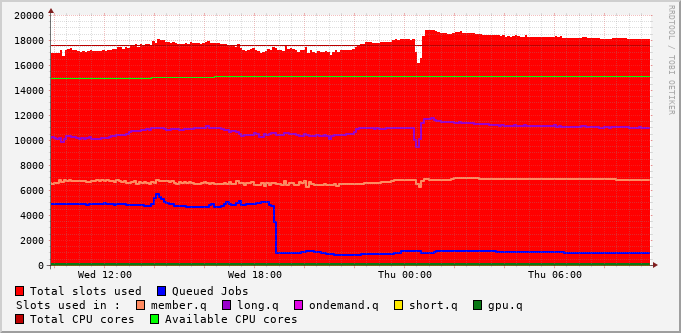 20000
18000
16000
14000
12000
10000
8000
6000
4000
2000
0
Wed 12:00 Wed 18:00 Thu 00:00 Thu 06:00
Total slots used Queued Jobs
Slots used in : member.q long.q ondemand.q short.q gpu.q
Total CPU cores Available CPU cores
RRDTOOL / TOBI OETIKER